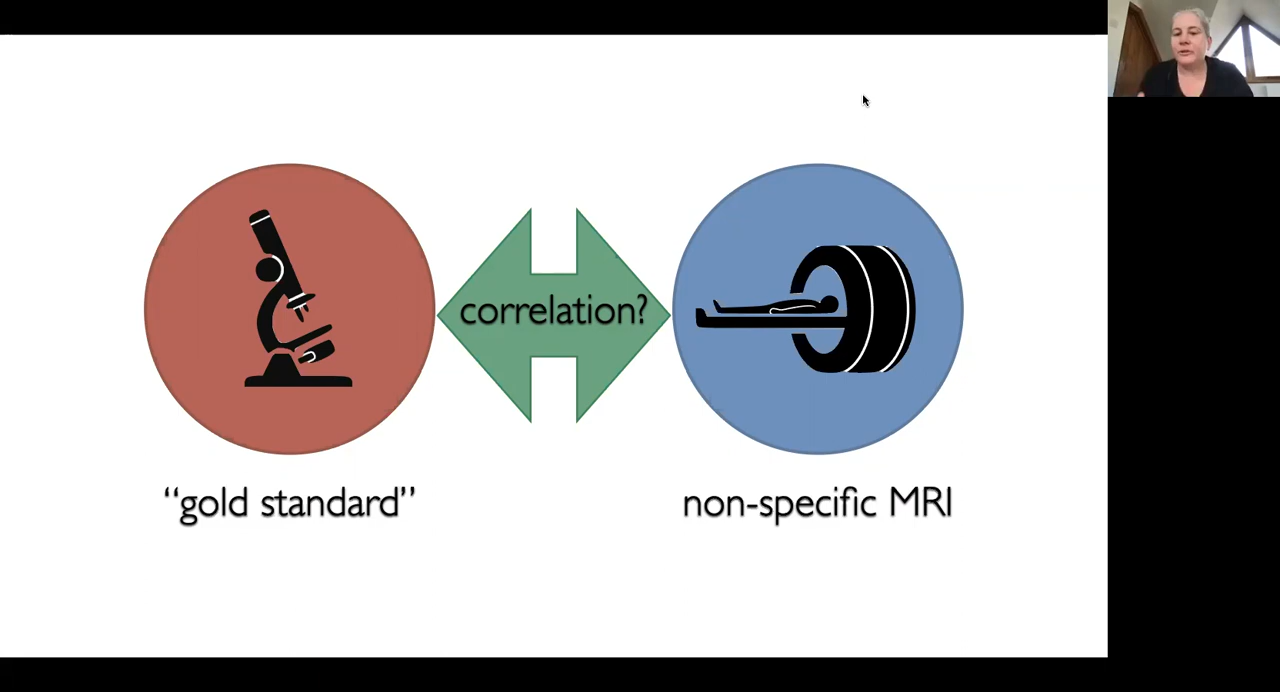 correlation?
“gold standard”
non-specific MRI